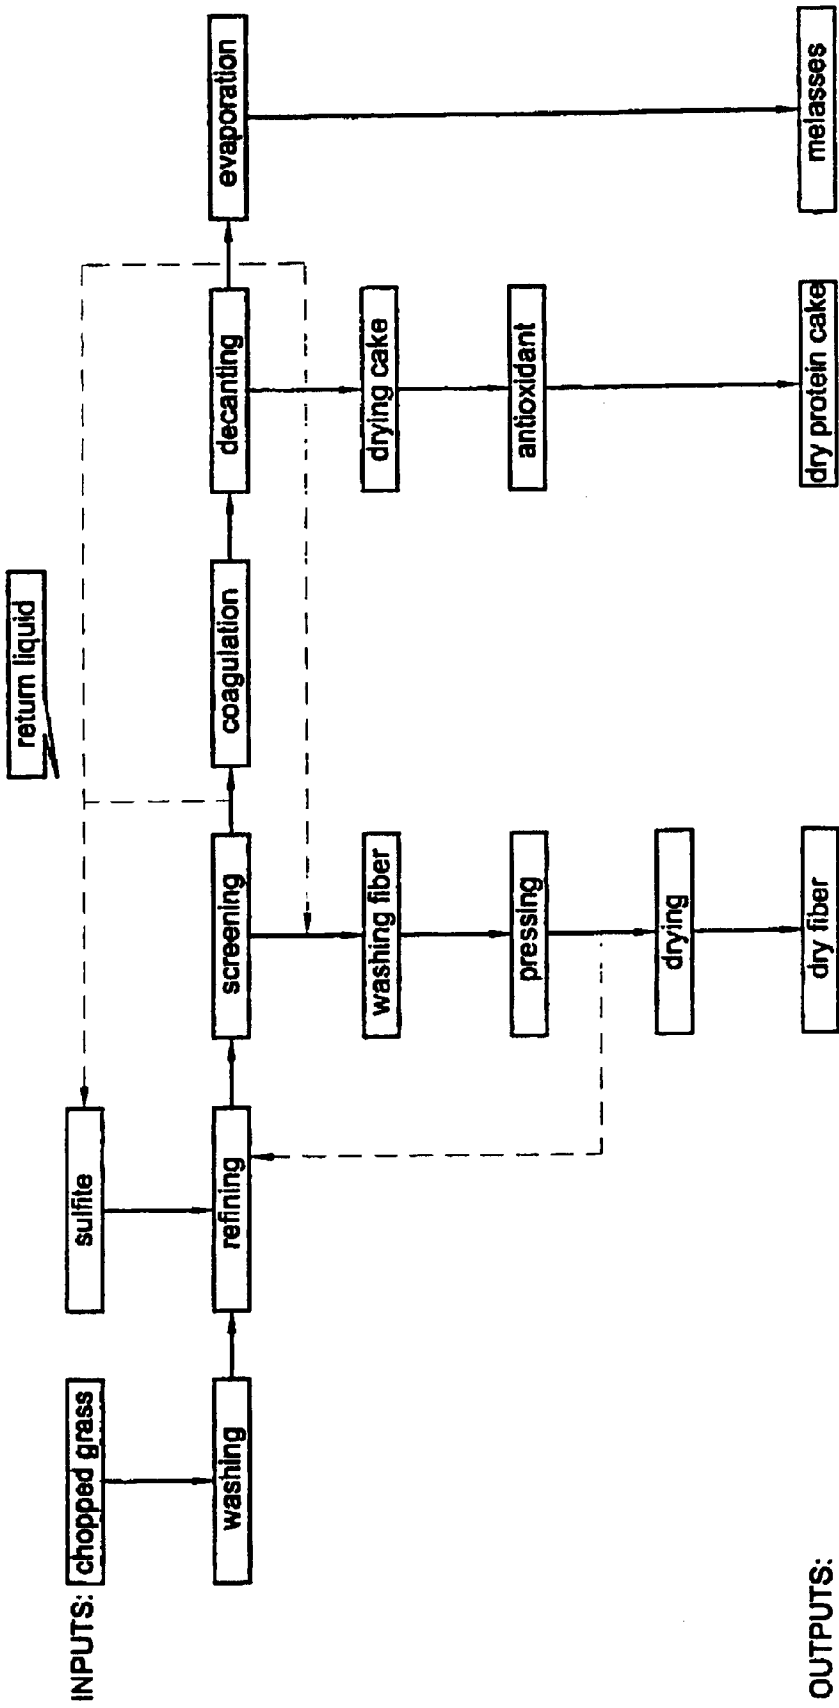 return liquid
INPUTS:
chopped grass
sulfite
washing
refining
screening
coagulation
decanting
evaporation
washing fiber
drying cake
pressing
antioxidant
drying
OUTPUTS:
dry fiber
dry protein cake
melasses